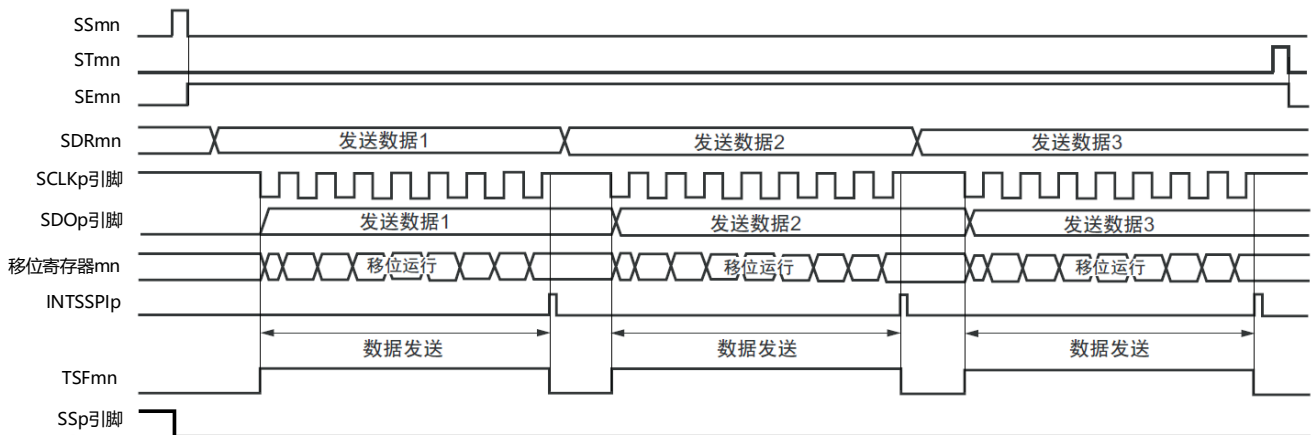 SSmn
STmn
SEmn
SDRmn 发送数据1 发送数据2 发送数据3
SCLKp引脚
SDOp引脚 发送数据1 发送数据2 发送数据3
移位寄存器mn 移位运行 移位运行 移位运行
INTSSPIp
数据发送 数据发送 数据发送
TSFmn
SSp引脚